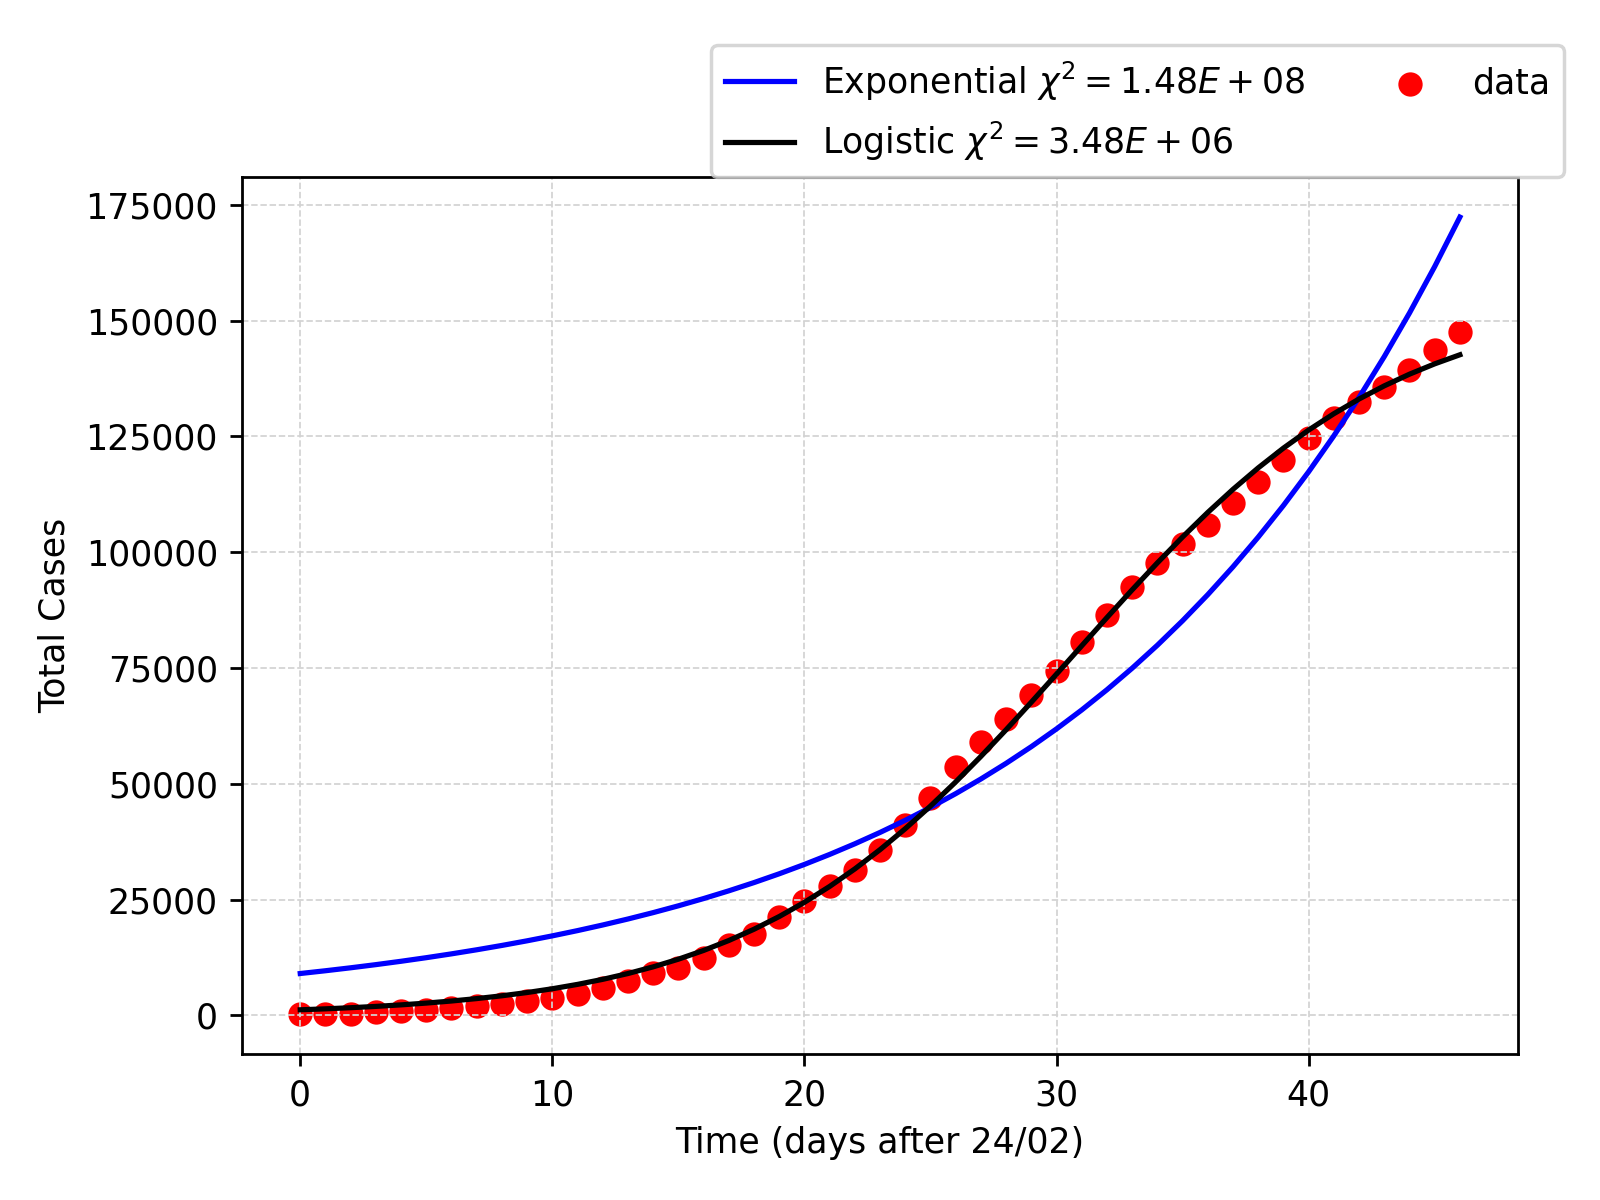 Exponential χ² = 1.48E + 08
data
Logistic χ² = 3.48E + 06
175000
150000
125000
100000
75000
50000
25000
0
Total Cases
0 10 20 30 40
Time (days after 24/02)